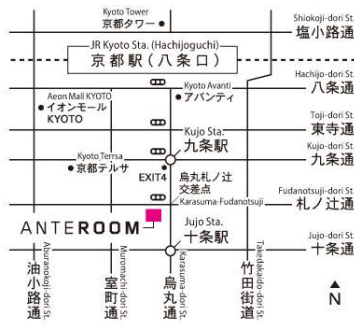 Kyoto Tower
京都タワー
Shiokoji-dori St.
塩小路通
JR Kyoto Sta. (Hachijoguchi)
京都駅(八条口)
Hachijo-dori St.
八条通
Kyoto Avanti
アバンティ
Aeon Mall KYOTO
イオンモール
KYOTO
Toji-dori St.
東寺通
Kujo Sta.
九条駅
Kujo-dori St.
九条通
Kyoto Terrsa
京都テルサ
EXIT4
烏丸札ノ辻
交差点
Karasuma-Fudanotsuji
Fudanotsuji-dori St.
札ノ辻通
ANTEROOM
Jujo Sta.
十条駅
Jujo-dori St.
十条通
Aburanokoji-dori St.
油小路通
Muromachi-dori St.
室町通
Karasuma-dori St.
烏丸通
Takedakaido-dori St.
竹田街道
N